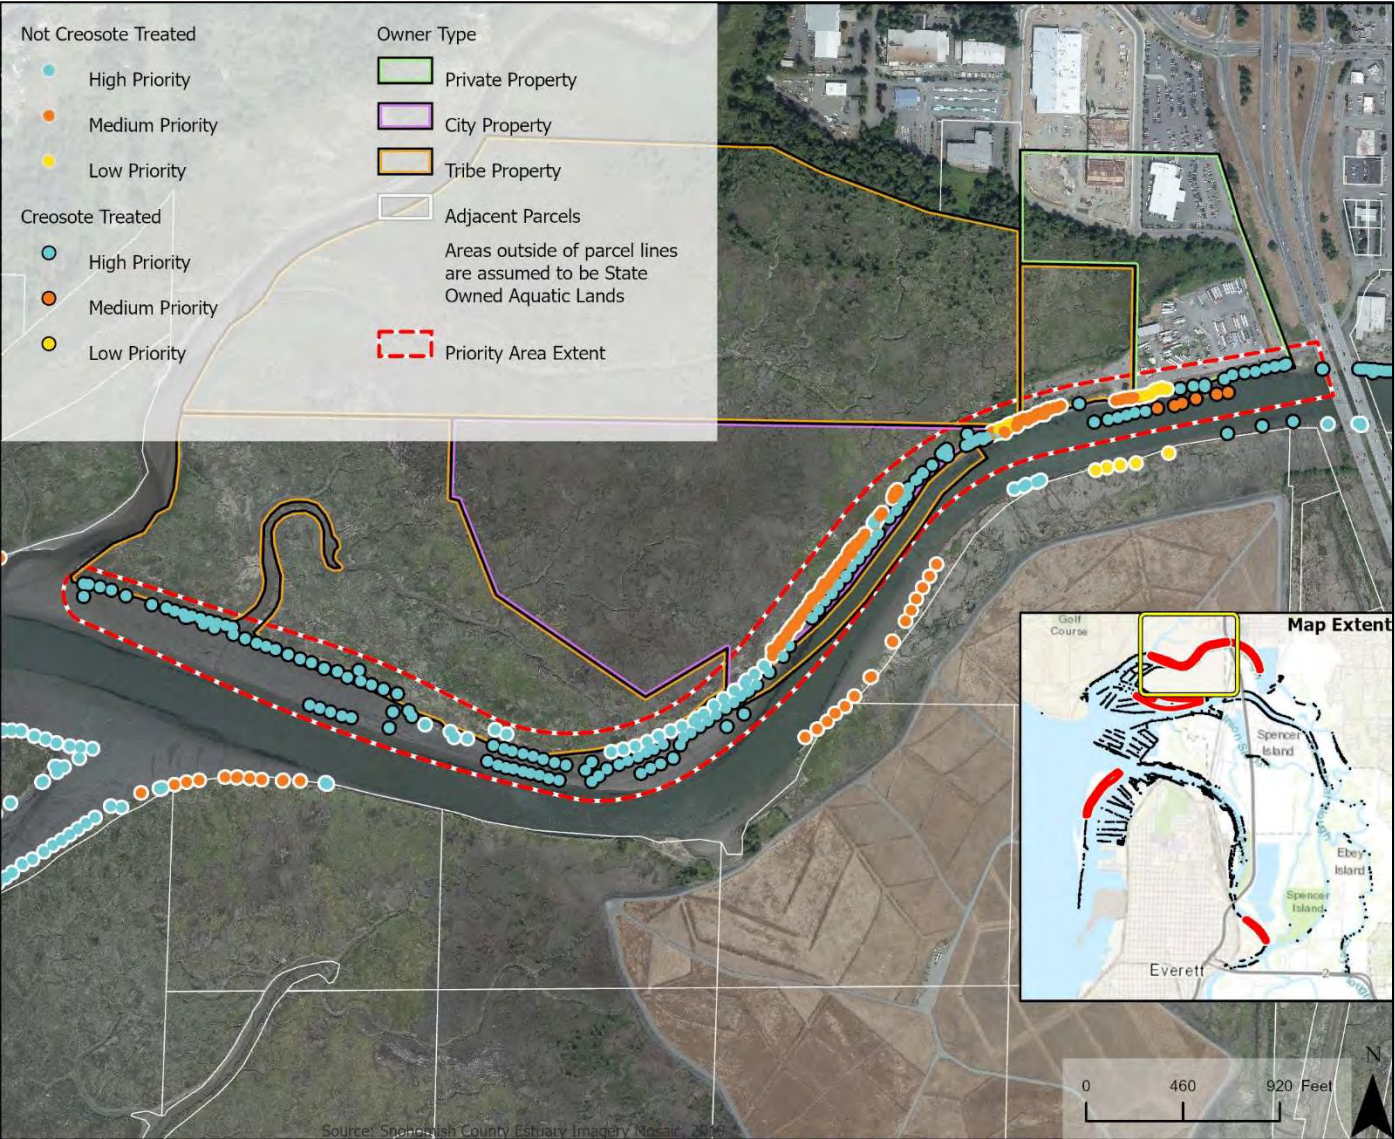 Not Creosote Treated
High Priority
Medium Priority
Low Priority
Creosote Treated
High Priority
Medium Priority
Low Priority
Owner Type
Private Property
City Property
Tribe Property
Adjacent Parcels
Areas outside of parcel lines
are assumed to be State
Owned Aquatic Lands
Priority Area Extent
Map Extent
Golf
Course
Spencer
Island
Ebey
Island
Spencer
Island
Everett
2
N
0 460 920 Feet
Source: Snohomish County Estuary Imagery Mosaic,